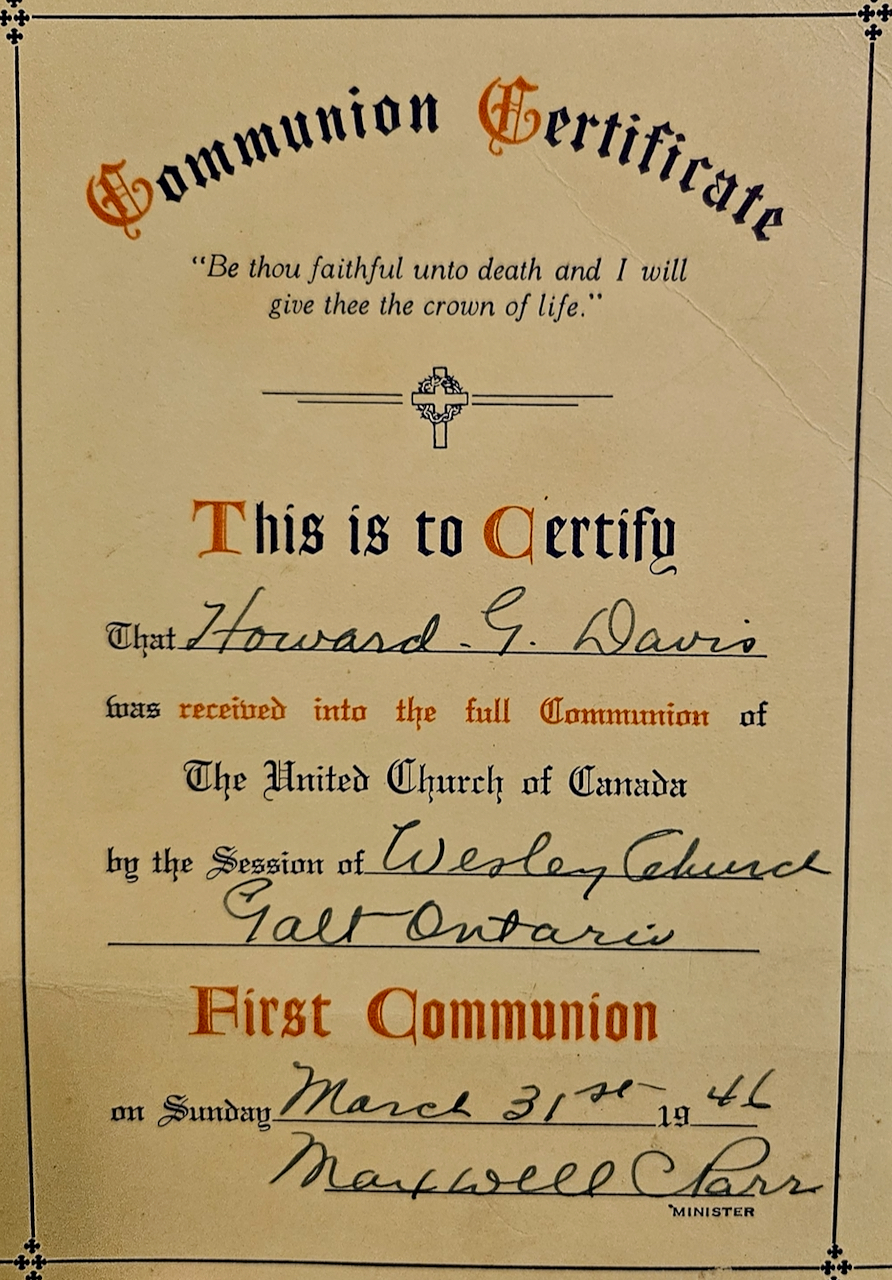 Communion Certificate
“Be thou faithful unto death and I will
give thee the crown of life.”
This is to Certify
That Howard. G. Davis
was received into the full Communion of
The United Church of Canada
by the Session of Wesley Church
Galt Ontario
First Communion
on Sunday March 31st 1946
Maxwell C Parr
MINISTER